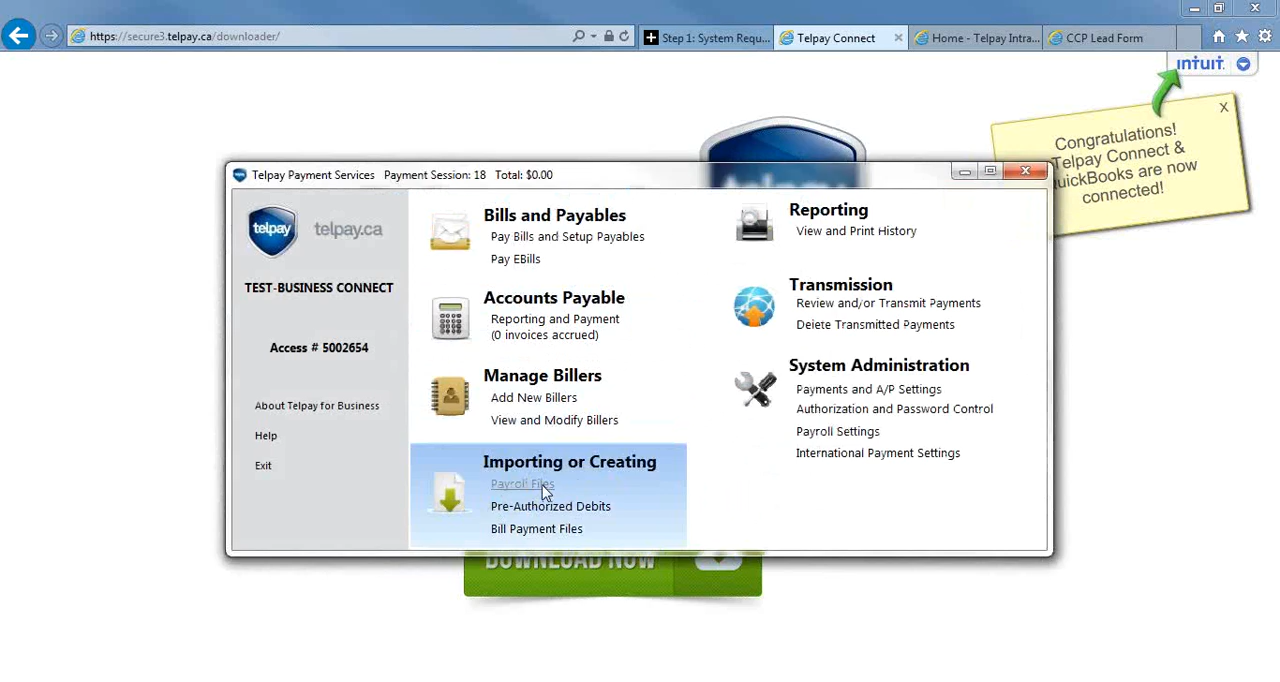 https://secure3.telpay.ca/downloader/
Step 1: System Requ...
Telpay Connect
Home - Telpay Intra...
CCP Lead Form
intuit.
X
Congratulations!
Telpay Connect &
QuickBooks are now
connected!
Telpay Payment Services Payment Session: 18 Total: $0.00
telpay
telpay.ca
TEST-BUSINESS CONNECT
Access # 5002654
About Telpay for Business
Help
Exit
Bills and Payables
Pay Bills and Setup Payables
Pay EBills
Accounts Payable
Reporting and Payment
(0 invoices accrued)
Manage Billers
Add New Billers
View and Modify Billers
Importing or Creating
Payroll Files
Pre-Authorized Debits
Bill Payment Files
Reporting
View and Print History
Transmission
Review and/or Transmit Payments
Delete Transmitted Payments
System Administration
Payments and A/P Settings
Authorization and Password Control
Payroll Settings
International Payment Settings
DOWNLOAD NOW